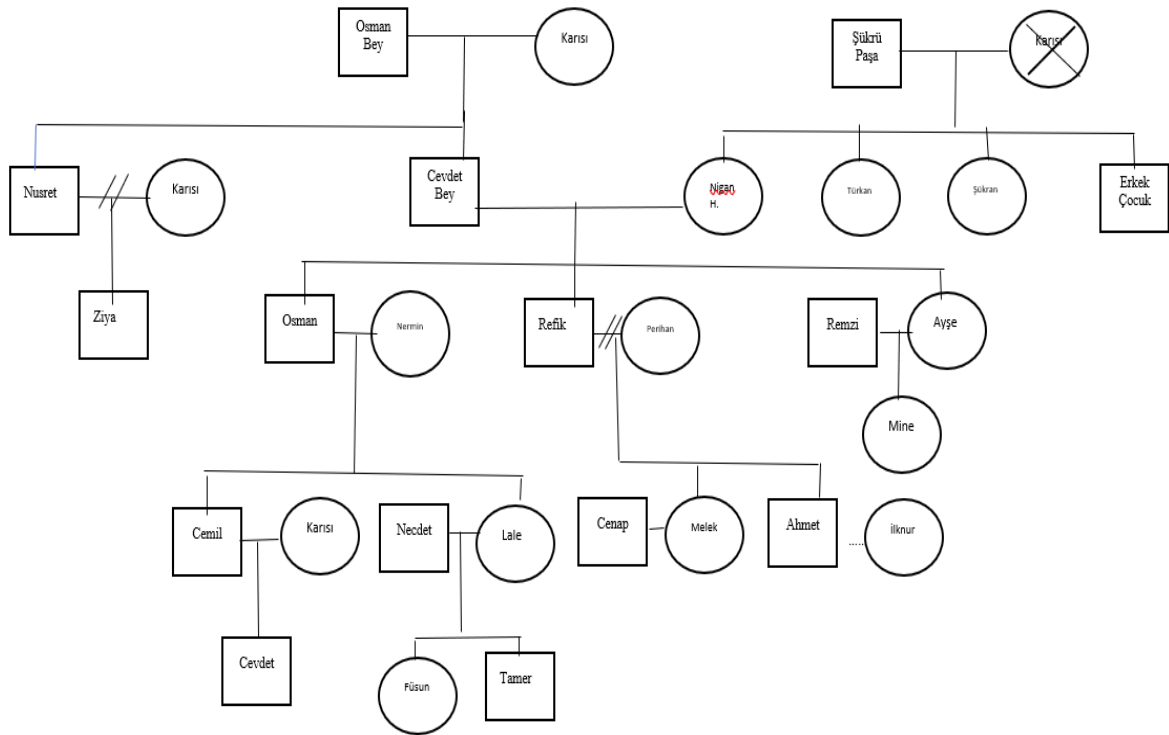 Osman
Bey
Karısı
Şükrü
Paşa
Karısı
Nusret
Karısı
Cevdet
Bey
Nigan
H.
Türkan
Şükran
Erkek
Çocuk
Ziya
Osman
Nermin
Refik
Perihan
Remzi
Ayşe
Mine
Cemil
Karısı
Necdet
Lale
Cenap
Melek
Ahmet
.....
İlknur
Cevdet
Füsun
Tamer